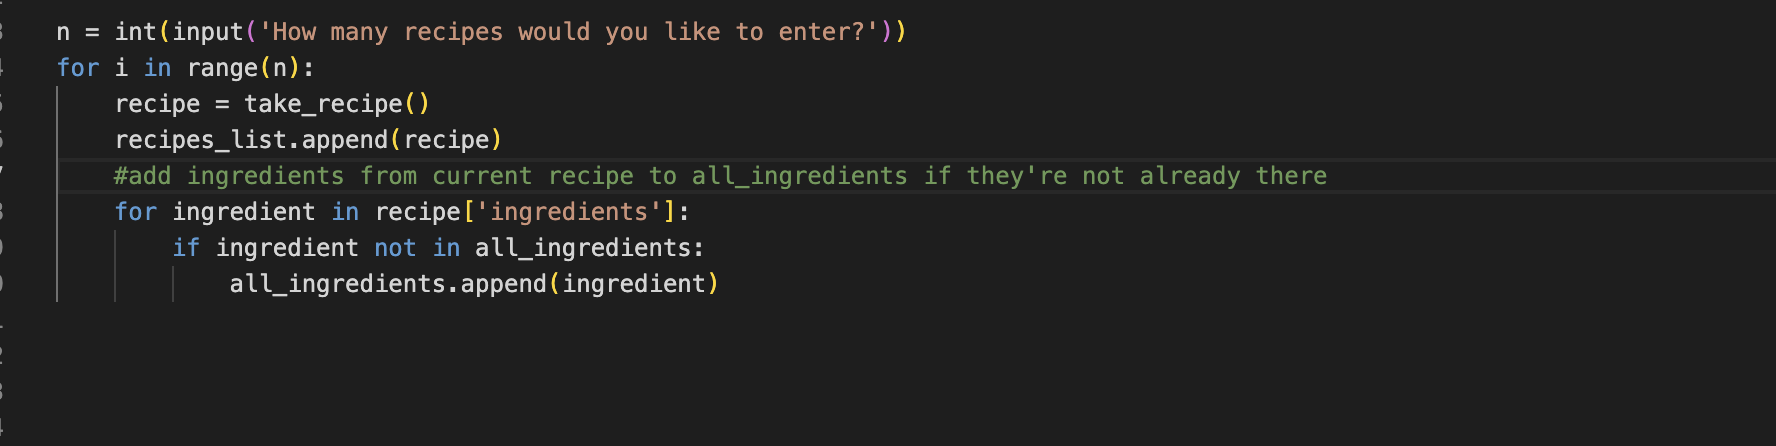 n = int(input('How many recipes would you like to enter?'))
for i in range(n):
    recipe = take_recipe()
    recipes_list.append(recipe)
    #add ingredients from current recipe to all_ingredients if they're not already there
    for ingredient in recipe['ingredients']:
        if ingredient not in all_ingredients:
            all_ingredients.append(ingredient)